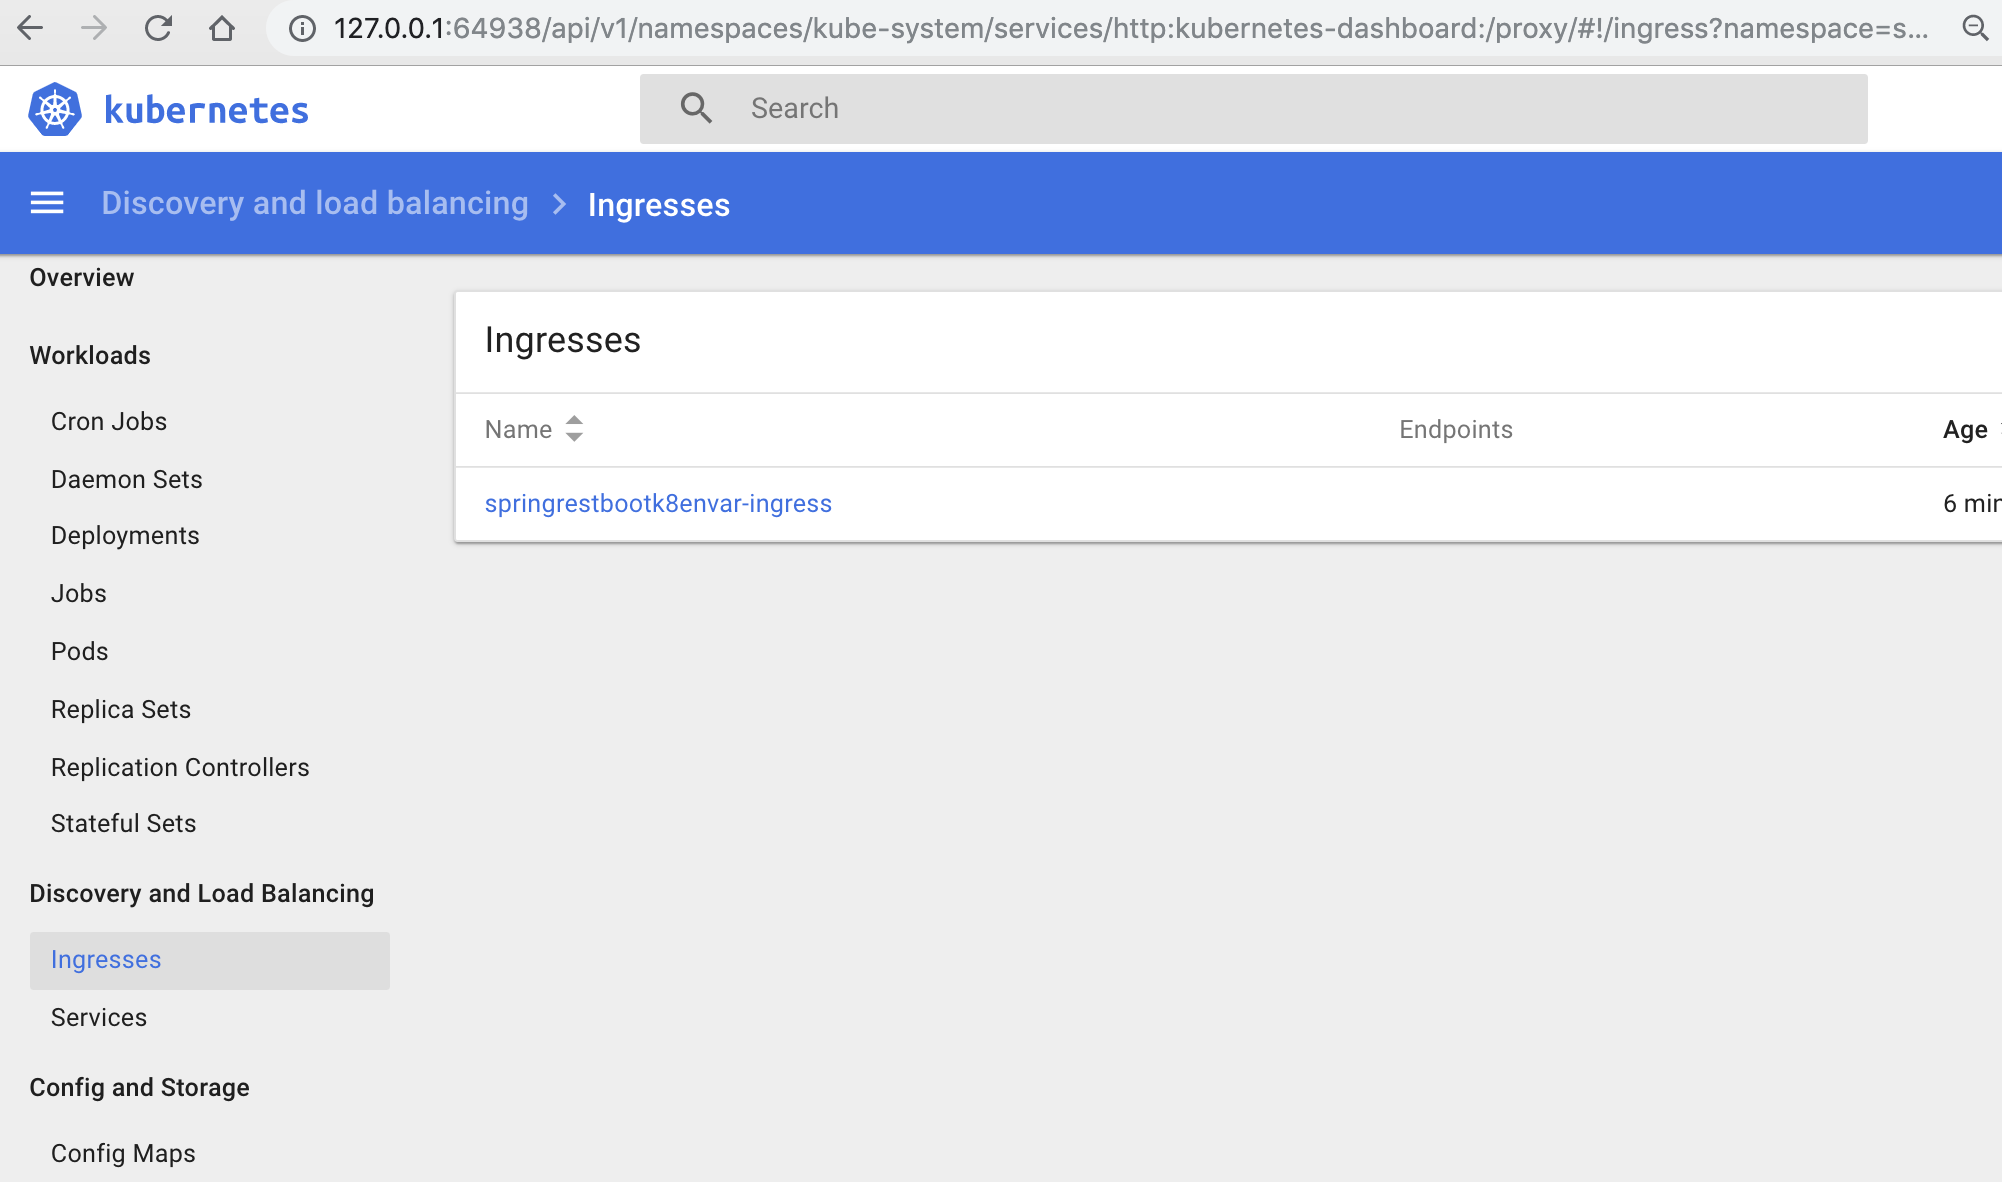 127.0.0.1:64938/api/v1/namespaces/kube-system/services/http:kubernetes-dashboard:/proxy/#!/ingress?namespace=s...
kubernetes
Search
Discovery and load balancing > Ingresses
Overview
Workloads
Cron Jobs
Daemon Sets
Deployments
Jobs
Pods
Replica Sets
Replication Controllers
Stateful Sets
Discovery and Load Balancing
Ingresses
Services
Config and Storage
Config Maps
Ingresses
Name Endpoints Age
springrestbootk8envar-ingress 6 min